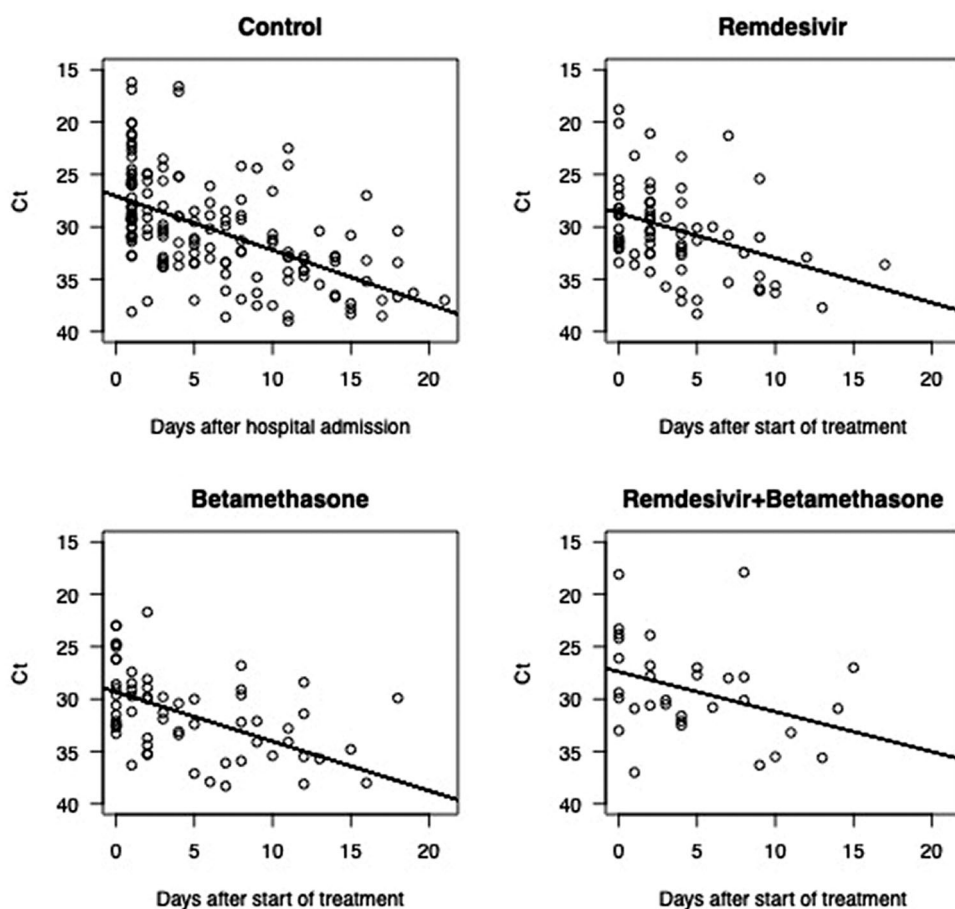 Control
Ct
15
20
25
30
35
40
0 5 10 15 20
Days after hospital admission
Remdesivir
Ct
15
20
25
30
35
40
0 5 10 15 20
Days after start of treatment
Betamethasone
Ct
15
20
25
30
35
40
0 5 10 15 20
Days after start of treatment
Remdesivir+Betamethasone
Ct
15
20
25
30
35
40
0 5 10 15 20
Days after start of treatment